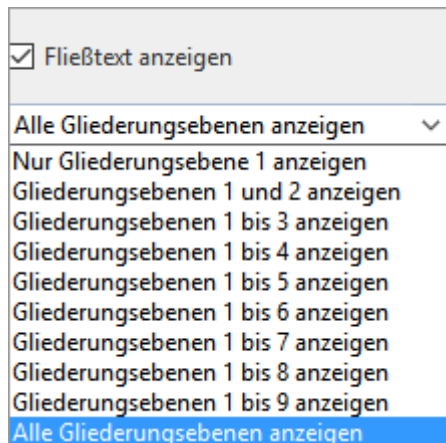 Fließtext anzeigen
Alle Gliederungsebenen anzeigen
Nur Gliederungsebene 1 anzeigen
Gliederungsebenen 1 und 2 anzeigen
Gliederungsebenen 1 bis 3 anzeigen
Gliederungsebenen 1 bis 4 anzeigen
Gliederungsebenen 1 bis 5 anzeigen
Gliederungsebenen 1 bis 6 anzeigen
Gliederungsebenen 1 bis 7 anzeigen
Gliederungsebenen 1 bis 8 anzeigen
Gliederungsebenen 1 bis 9 anzeigen
Alle Gliederungsebenen anzeigen